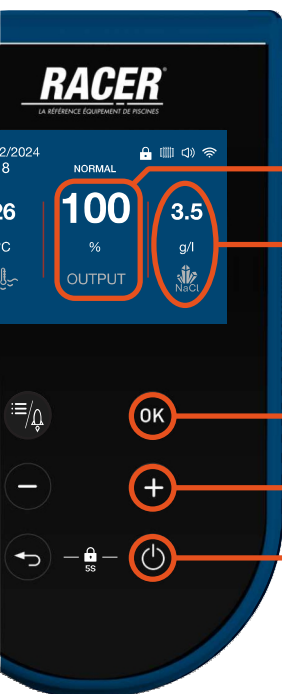 RACER
LA RÉFÉRENCE ÉQUIPEMENT DE PISCINES
2/2024
8
NORMAL
26
100
3.5
°C
%
g/l
OUTPUT
NaCl
OK
5S